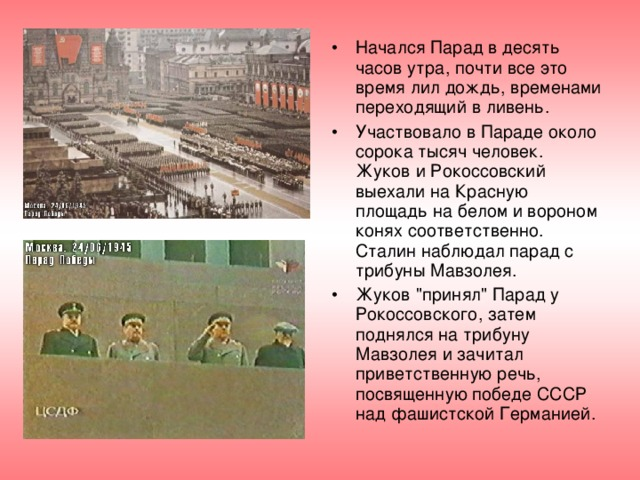 Москва. 24/06/1945
Парад Победы
Москва. 24/06/1945
Парад Победы
ЦСДФ
• Начался Парад в десять
часов утра, почти все это
время лил дождь, временами
переходящий в ливень.
• Участвовало в Параде около
сорока тысяч человек.
Жуков и Рокоссовский
выехали на Красную
площадь на белом и вороном
конях соответственно.
Сталин наблюдал парад с
трибуны Мавзолея.
• Жуков "принял" Парад у
Рокоссовского, затем
поднялся на трибуну
Мавзолея и зачитал
приветственную речь,
посвященную победе СССР
над фашистской Германией.